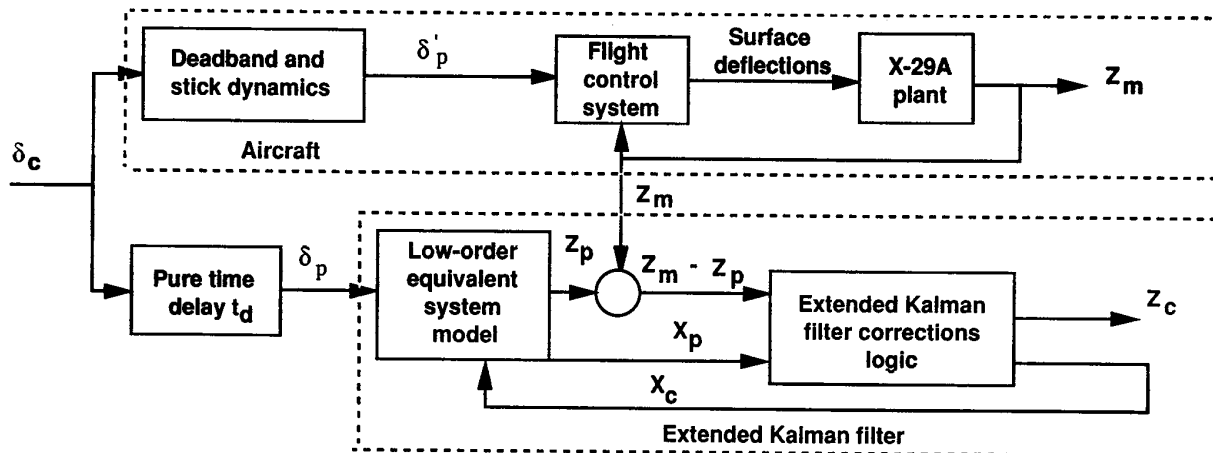 Deadband and
stick dynamics
δ'p
Flight
control
system
Surface
deflections
X-29A
plant
Zm
Aircraft
δc
Zm
Pure time
delay td
δp
Low-order
equivalent
system
model
Zp
Zm - Zp
Xp
Xc
Extended Kalman
filter corrections
logic
Zc
Extended Kalman filter